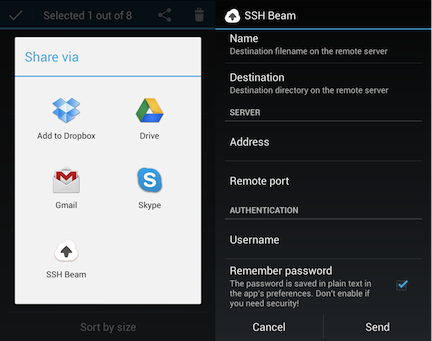 Selected 1 out of 8
Share via
Add to Dropbox
Drive
Gmail
Skype
SSH Beam
Sort by size
SSH Beam
Name
Destination filename on the remote server
Destination
Destination directory on the remote server
SERVER
Address
Remote port
AUTHENTICATION
Username
Remember password
The password is saved in plain text in
the app's preferences. Don't enable if
you need security!
Cancel
Send